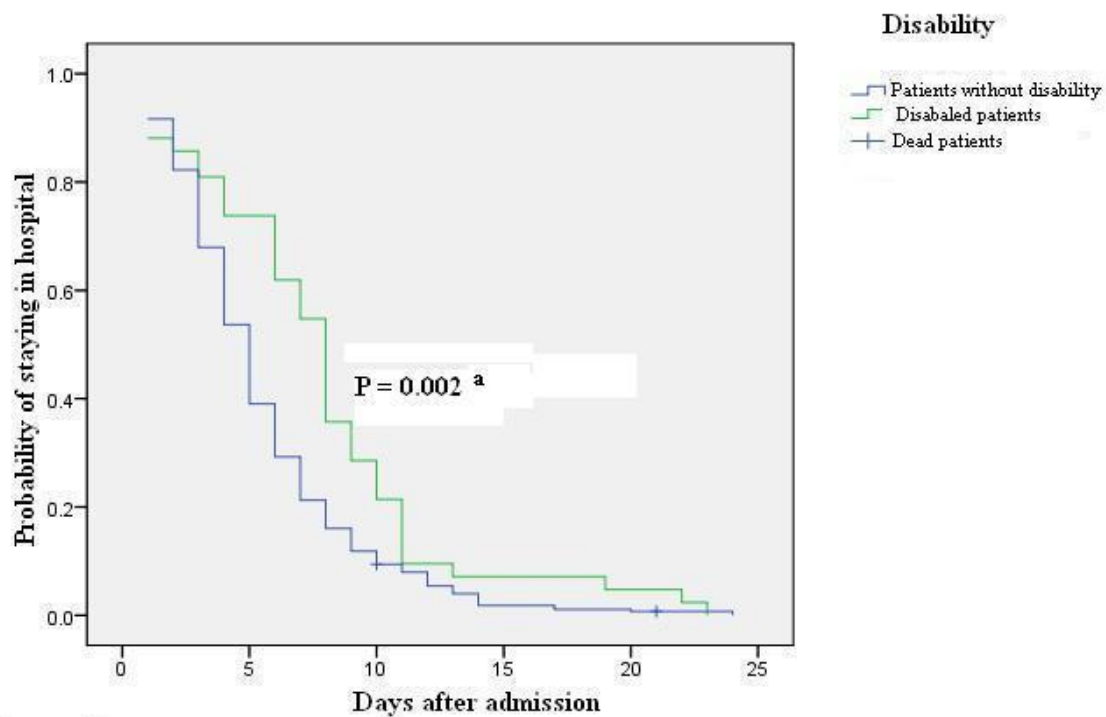 Disability
Patients without disability
Disabaled patients
Dead patients
Probability of staying in hospital
1.0
0.8
0.6
0.4
0.2
0.0
P = 0.002 a
0 5 10 15 20 25
Days after admission